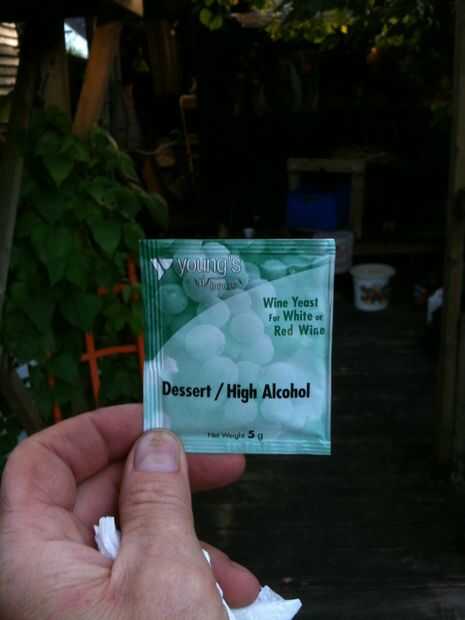 young's
Wine Yeast
For White or
Red Wine
Dessert / High Alcohol
Net Weight 5 g